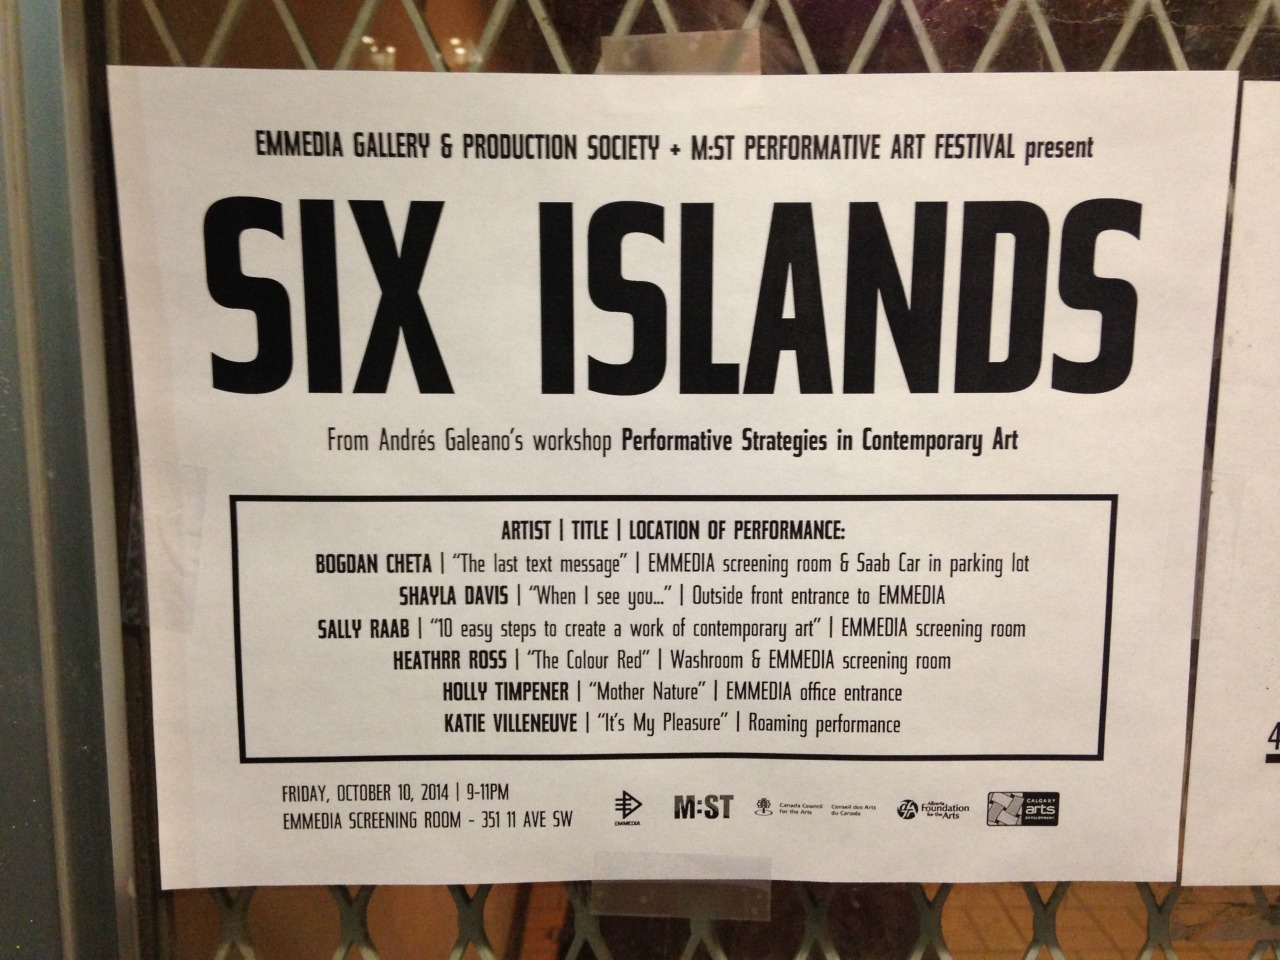 EMMEDIA GALLERY & PRODUCTION SOCIETY + M:ST PERFORMATIVE ART FESTIVAL present
SIX ISLANDS
From Andrés Galeano's workshop Performative Strategies in Contemporary Art
ARTIST | TITLE | LOCATION OF PERFORMANCE:
BOGDAN CHETA | "The last text message" | EMMEDIA screening room & Saab Car in parking lot
SHAYLA DAVIS | "When I see you..." | Outside front entrance to EMMEDIA
SALLY RAAB | "10 easy steps to create a work of contemporary art" | EMMEDIA screening room
HEATHRR ROSS | "The Colour Red" | Washroom & EMMEDIA screening room
HOLLY TIMPENER | "Mother Nature" | EMMEDIA office entrance
KATIE VILLENEUVE | "It's My Pleasure" | Roaming performance
FRIDAY, OCTOBER 10, 2014 | 9-11PM
EMMEDIA SCREENING ROOM - 351 11 AVE SW
EMMEDIA
M:ST
Canada Council
for the Arts
Conseil des Arts
du Canada
Alberta
Foundation
for the Arts
CALGARY
arts
DEVELOPMENT
4